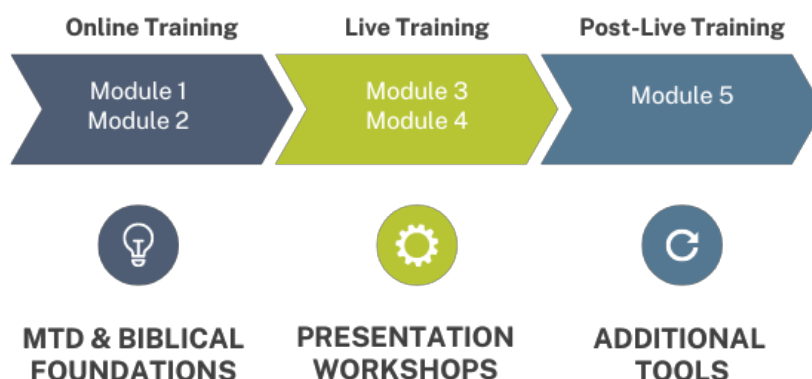 Online Training
Live Training
Post-Live Training
Module 1
Module 2
Module 3
Module 4
Module 5
MTD & BIBLICAL
FOUNDATIONS
PRESENTATION
WORKSHOPS
ADDITIONAL
TOOLS